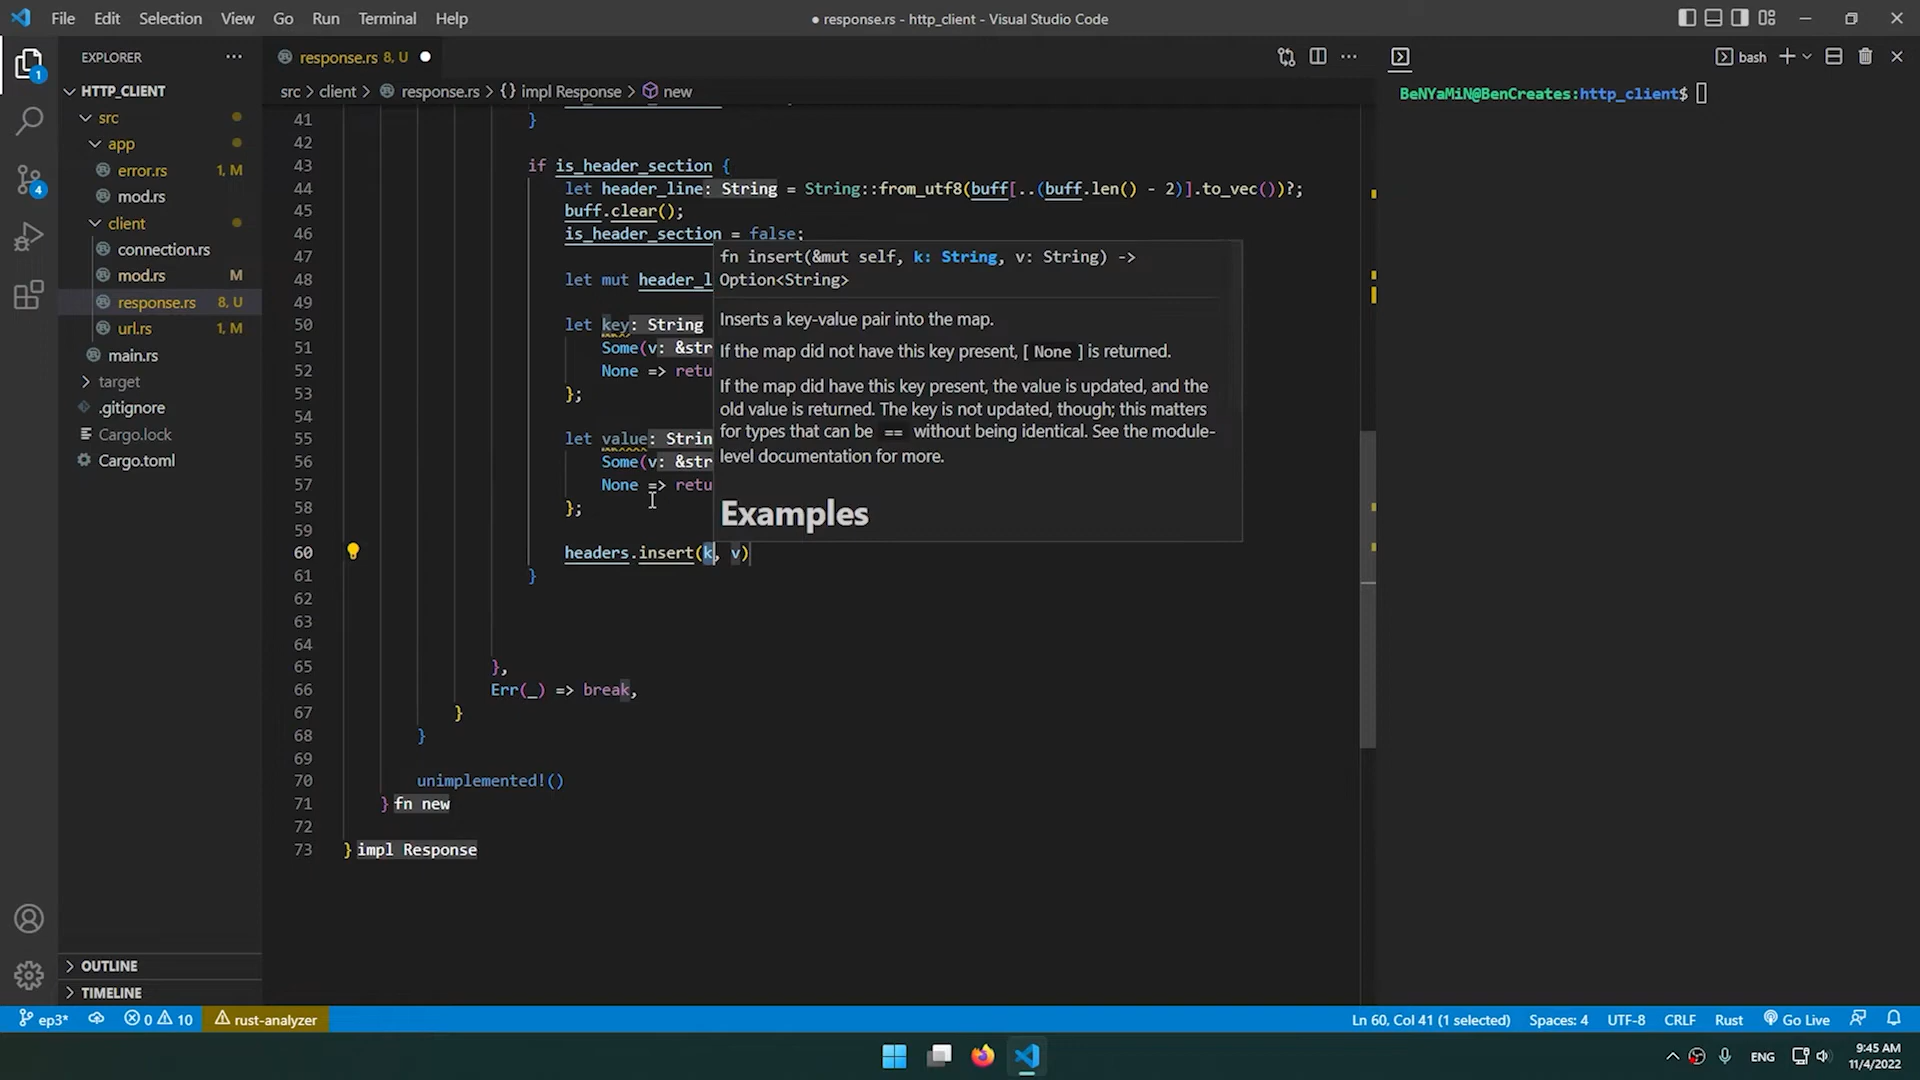 File Edit Selection View Go Run Terminal Help
● response.rs - http_client - Visual Studio Code
EXPLORER
HTTP_CLIENT
src
app
error.rs 1, M
mod.rs
client
connection.rs
mod.rs M
response.rs 8, U
url.rs 1, M
main.rs
target
.gitignore
Cargo.lock
Cargo.toml
OUTLINE
TIMELINE
1
4
response.rs 8, U
src > client > response.rs > {} impl Response > new
41 }
42
43 if is_header_section {
44 let header_line: String = String::from_utf8(buff[..(buff.len() - 2)].to_vec())?;
45 buff.clear();
46 is_header_section = false;
47
48 let mut header_l
49
50 let key: String
51 Some(v: &str
52 None => retu
53 };
54
55 let value: Strin
56 Some(v: &str
57 None => retu
58 };
59
60 headers.insert(k, v)
61 }
62
63
64
65 },
66 Err(_) => break,
67 }
68 }
69
70 unimplemented!()
71 } fn new
72
73 } impl Response
fn insert(&mut self, k: String, v: String) ->
Option<String>
Inserts a key-value pair into the map.
If the map did not have this key present, [ None ] is returned.
If the map did have this key present, the value is updated, and the
old value is returned. The key is not updated, though; this matters
for types that can be == without being identical. See the module-
level documentation for more.
Examples
bash
BeNYaMiN@BenCreates:http_client$
ep3* 0 10 rust-analyzer
Ln 60, Col 41 (1 selected) Spaces: 4 UTF-8 CRLF Rust Go Live
ENG
9:45 AM
11/4/2022